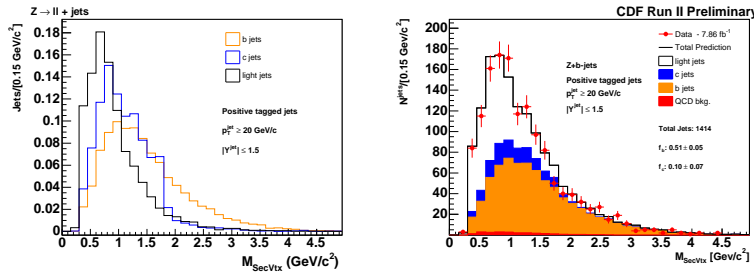 Z → ll + jets
Jets/[0.15 GeV/c²]
0.18
0.16
0.14
0.12
0.1
0.08
0.06
0.04
0.02
0
b jets
c jets
light jets
Positive tagged jets
p_T^jet ≥ 20 GeV/c
|Y^jet| ≤ 1.5
0 0.5 1 1.5 2 2.5 3 3.5 4 4.5
M_SecVtx (GeV/c²)
CDF Run II Preliminary
N^jets/[0.15 GeV/c²]
200
180
160
140
120
100
80
60
40
20
0
Data - 7.86 fb⁻¹
Total Prediction
light jets
c jets
b jets
QCD bkg.
Z+b-jets
Positive tagged jets
p_T^jet ≥ 20 GeV/c
|Y^jet| ≤ 1.5
Total Jets: 1414
f_b: 0.51 ± 0.05
f_c: 0.10 ± 0.07
0 0.5 1 1.5 2 2.5 3 3.5 4 4.5
M_SecVtx [GeV/c²]